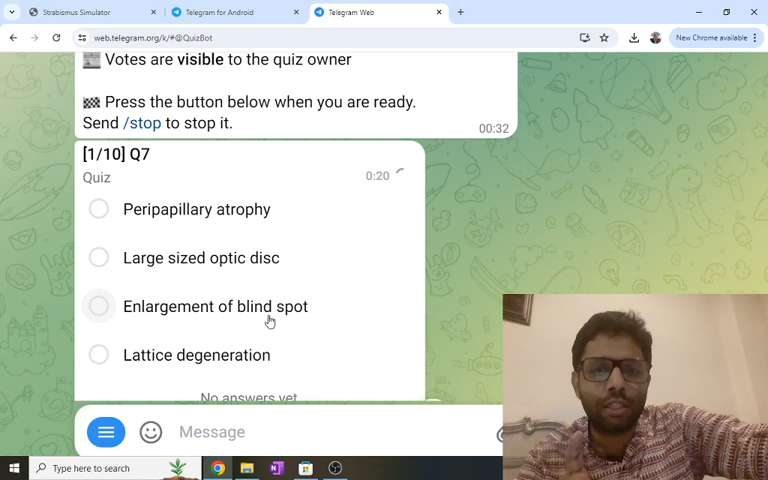 Strabismus Simulator
Telegram for Android
Telegram Web
web.telegram.org/k/#@QuizBot
New Chrome available
Votes are visible to the quiz owner
Press the button below when you are ready.
Send /stop to stop it.
00:32
[1/10] Q7
Quiz
0:20
Peripapillary atrophy
Large sized optic disc
Enlargement of blind spot
Lattice degeneration
No answers yet
Message
Type here to search